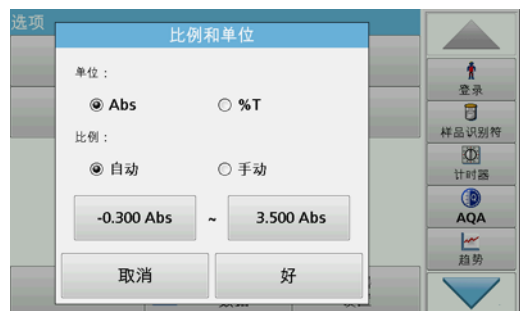 选项
比例和单位
单位：
Abs %T
比例：
自动 手动
-0.300 Abs ~ 3.500 Abs
取消 好
登录
样品识别符
计时器
AQA
趋势